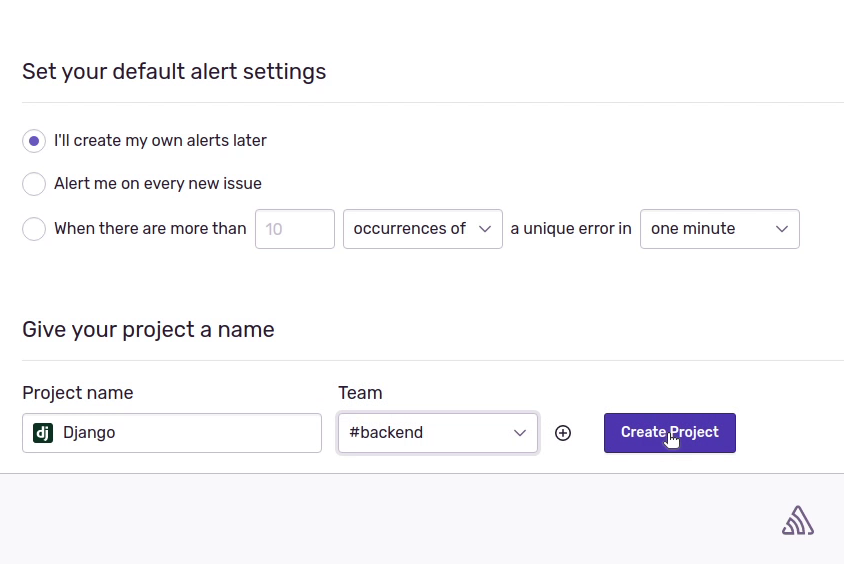 Set your default alert settings
I'll create my own alerts later
Alert me on every new issue
When there are more than 10 occurrences of a unique error in one minute
Give your project a name
Project name Team
dj Django #backend Create Project